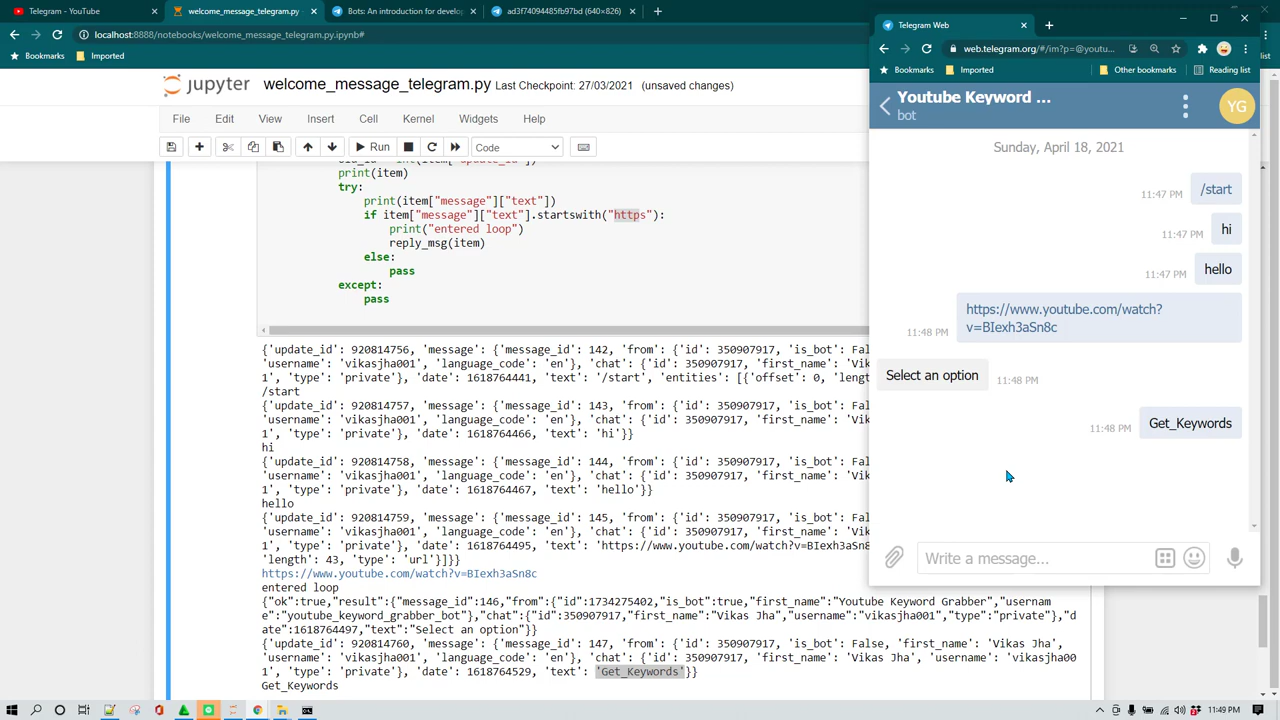 Telegram - YouTube
welcome_message_telegram.py
Bots: An introduction for develo
ad3f74094485fb97bd (640×826)
localhost:8888/notebooks/welcome_message_telegram.py.ipynb#
Bookmarks
Imported
jupyter
welcome_message_telegram.py Last Checkpoint: 27/03/2021 (unsaved changes)
File
Edit
View
Insert
Cell
Kernel
Widgets
Help
Run
Code
print(item)
try:
print(item["message"]["text"])
if item["message"]["text"].startswith("https"):
print("entered loop")
reply_msg(item)
else:
pass
except:
pass
{'update_id': 920814756, 'message': {'message_id': 142, 'from': {'id': 350907917, 'is_bot': Fal
'username': 'vikasjha001', 'language_code': 'en'}, 'chat': {'id': 350907917, 'first_name': 'Vik
1', 'type': 'private'}, 'date': 1618764441, 'text': '/start', 'entities': [{'offset': 0, 'lengt
/start
{'update_id': 920814757, 'message': {'message_id': 143, 'from': {'id': 350907917, 'is_bot': Fal
'username': 'vikasjha001', 'language_code': 'en'}, 'chat': {'id': 350907917, 'first_name': 'Vik
1', 'type': 'private'}, 'date': 1618764466, 'text': 'hi'}}
hi
{'update_id': 920814758, 'message': {'message_id': 144, 'from': {'id': 350907917, 'is_bot': Fal
'username': 'vikasjha001', 'language_code': 'en'}, 'chat': {'id': 350907917, 'first_name': 'Vik
1', 'type': 'private'}, 'date': 1618764467, 'text': 'hello'}}
hello
{'update_id': 920814759, 'message': {'message_id': 145, 'from': {'id': 350907917, 'is_bot': Fal
'username': 'vikasjha001', 'language_code': 'en'}, 'chat': {'id': 350907917, 'first_name': 'Vik
1', 'type': 'private'}, 'date': 1618764495, 'text': 'https://www.youtube.com/watch?v=BIexh3aSn8
'length': 43, 'type': 'url'}]}}
https://www.youtube.com/watch?v=BIexh3aSn8c
entered loop
{"ok":true,"result":{"message_id":146,"from":{"id":1734275402,"is_bot":true,"first_name":"Youtube Keyword Grabber","usernam
e":"youtube_keyword_grabber_bot"},"chat":{"id":350907917,"first_name":"Vikas Jha","username":"vikasjha001","type":"private"},"d
ate":1618764497,"text":"Select an option"}}
{'update_id': 920814760, 'message': {'message_id': 147, 'from': {'id': 350907917, 'is_bot': False, 'first_name': 'Vikas Jha',
'username': 'vikasjha001', 'language_code': 'en'}, 'chat': {'id': 350907917, 'first_name': 'Vikas Jha', 'username': 'vikasjha00
1', 'type': 'private'}, 'date': 1618764529, 'text': 'Get_Keywords'}}
Get_Keywords
Telegram Web
web.telegram.org/#/im?p=@youtu...
Bookmarks
Imported
Other bookmarks
Reading list
Youtube Keyword ...
bot
YG
Sunday, April 18, 2021
11:47 PM /start
11:47 PM hi
11:47 PM hello
https://www.youtube.com/watch?
v=BIexh3aSn8c
11:48 PM
Select an option 11:48 PM
11:48 PM Get_Keywords
Write a message...
11:49 PM